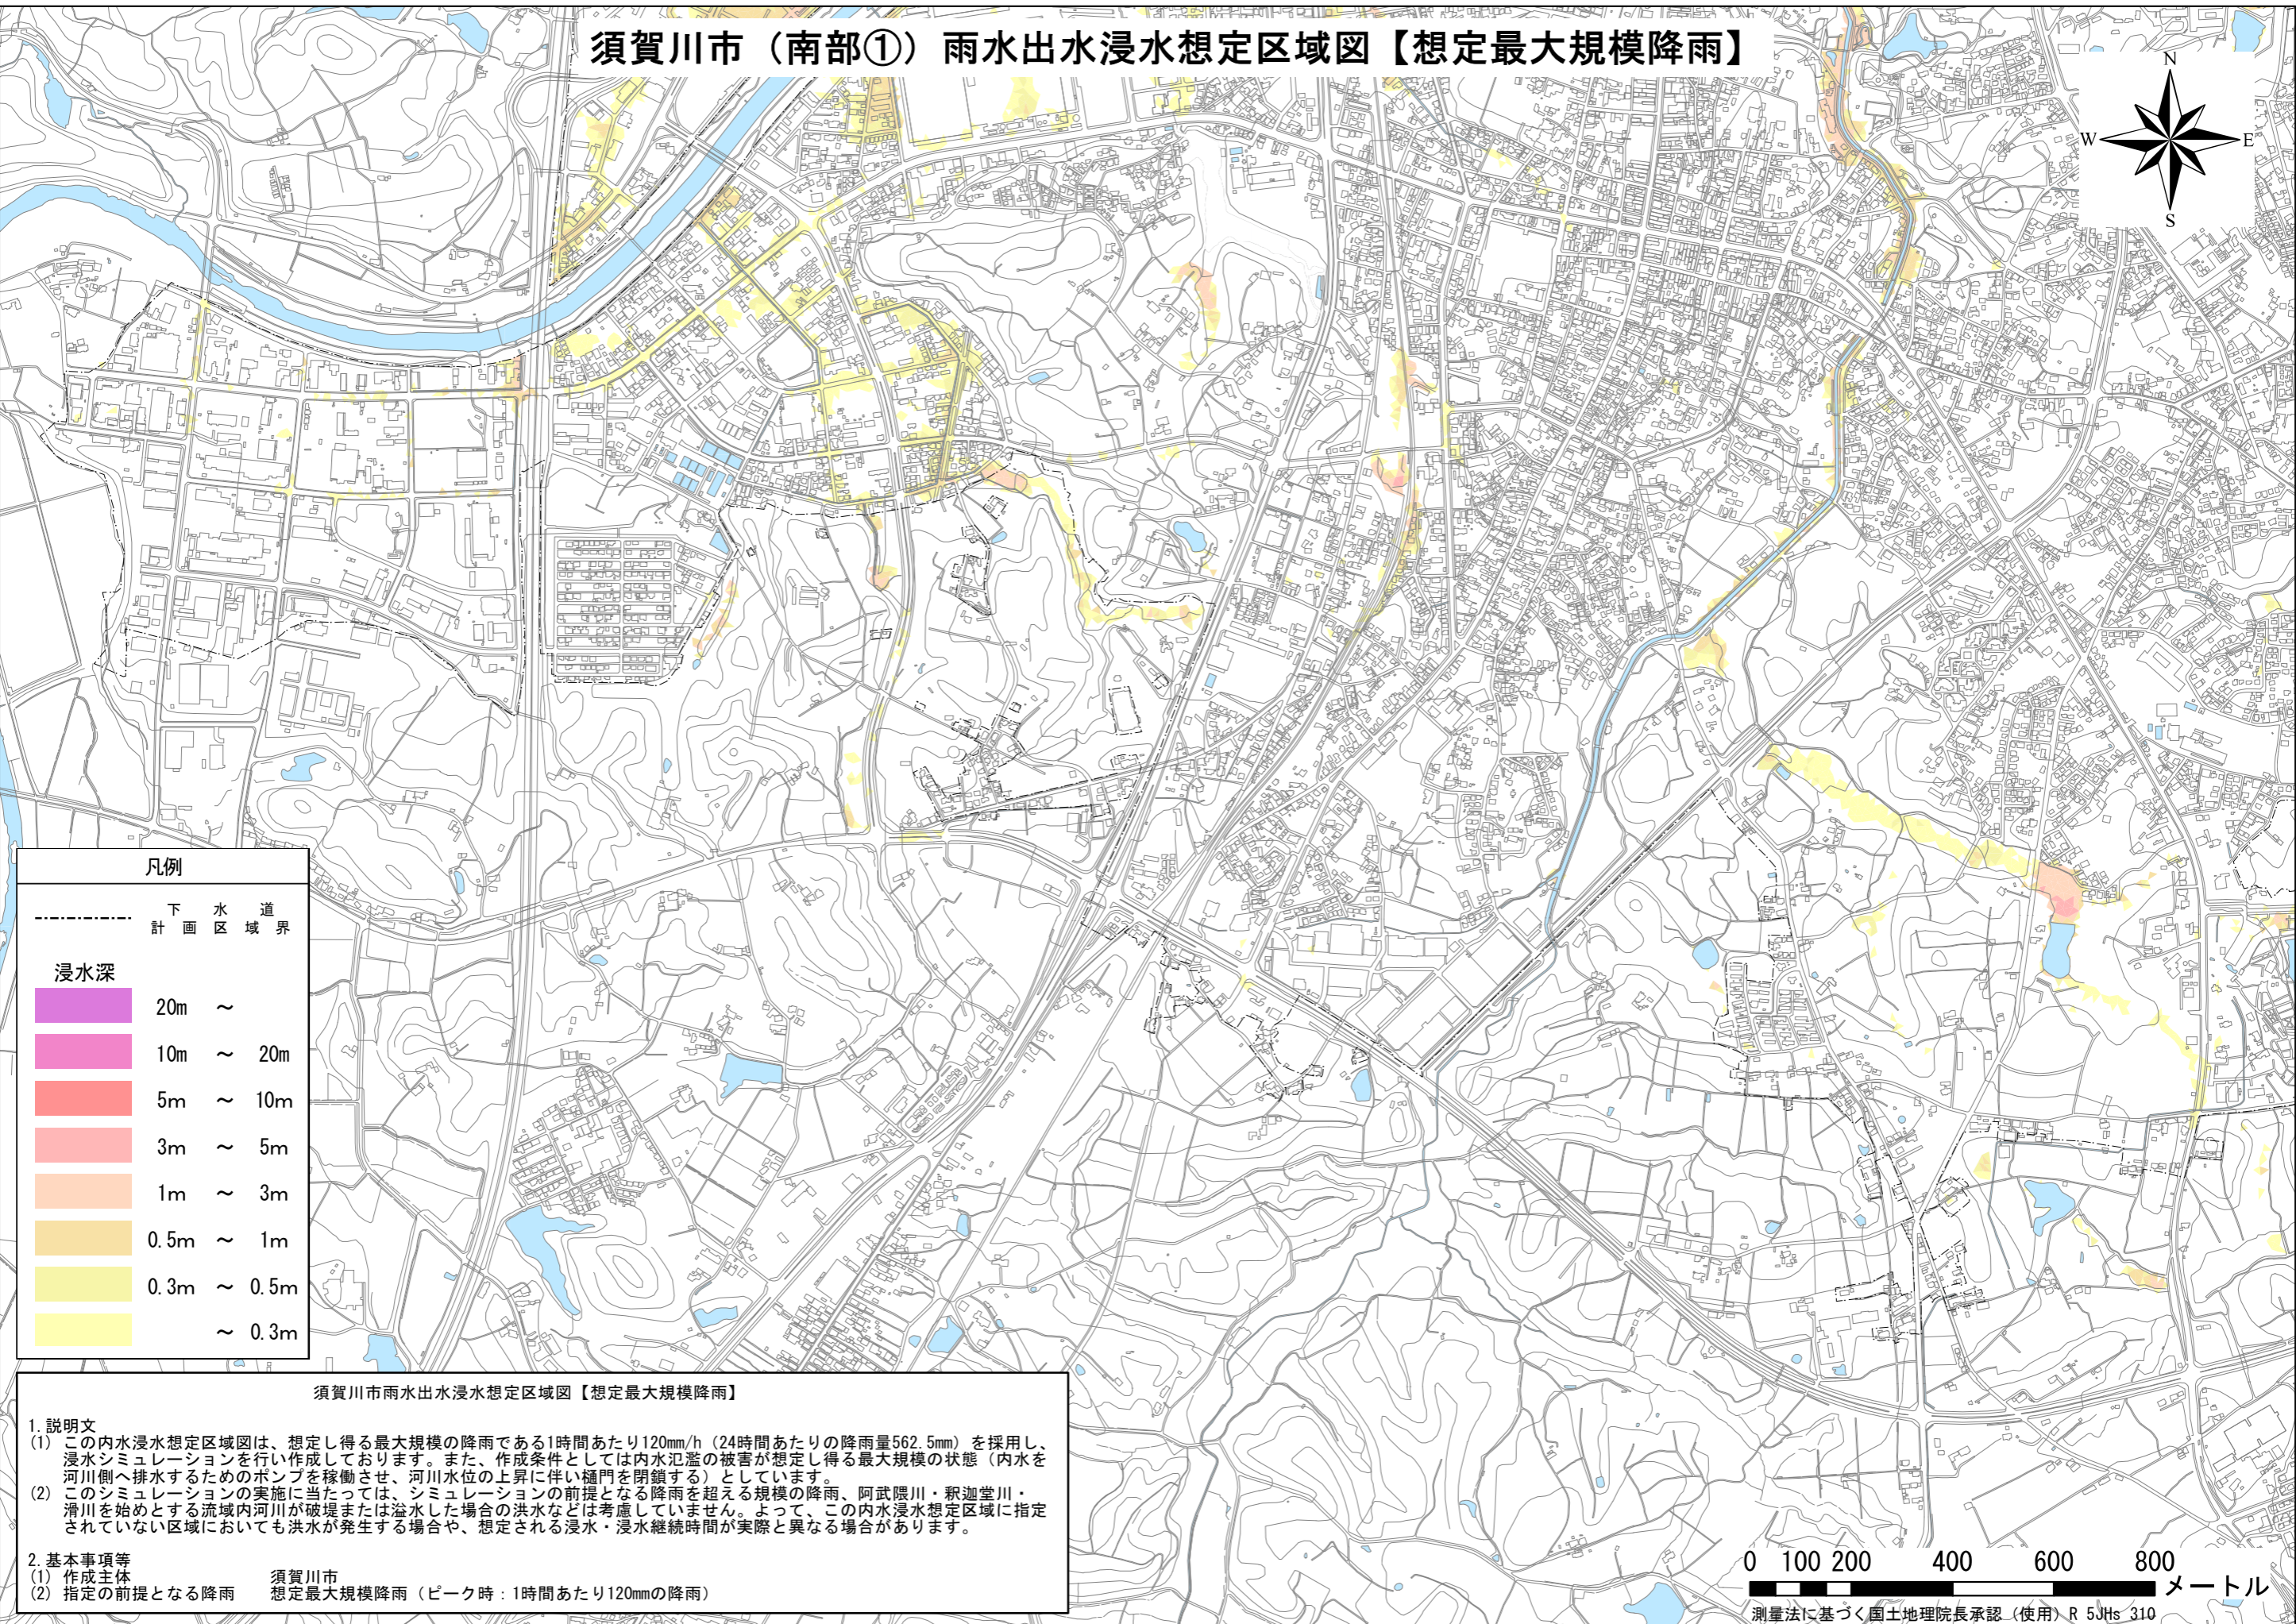 須賀川市（南部①）雨水出水浸水想定区域図【想定最大規模降雨】
N
W
E
S
凡例
下水道
計画区域界
浸水深
20m ～
10m ～ 20m
5m ～ 10m
3m ～ 5m
1m ～ 3m
0.5m ～ 1m
0.3m ～ 0.5m
～ 0.3m
須賀川市雨水出水浸水想定区域図【想定最大規模降雨】
1.説明文
(1) この内水浸水想定区域図は、想定し得る最大規模の降雨である1時間あたり120mm/h（24時間あたりの降雨量562.5mm）を採用し、
浸水シミュレーションを行い作成しております。また、作成条件としては内水氾濫の被害が想定し得る最大規模の状態（内水を
河川側へ排水するためのポンプを稼働させ、河川水位の上昇に伴い樋門を閉鎖する）としています。
(2) このシミュレーションの実施に当たっては、シミュレーションの前提となる降雨を超える規模の降雨、阿武隈川・釈迦堂川・
滑川を始めとする流域内河川が破堤または溢水した場合の洪水などは考慮していません。よって、この内水浸水想定区域に指定
されていない区域においても洪水が発生する場合や、想定される浸水・浸水継続時間が実際と異なる場合があります。
2.基本事項等
(1) 作成主体 須賀川市
(2) 指定の前提となる降雨 想定最大規模降雨（ピーク時：1時間あたり120mmの降雨）
0 100 200 400 600 800
メートル
測量法に基づく国土地理院長承認（使用）R 5JHs 310